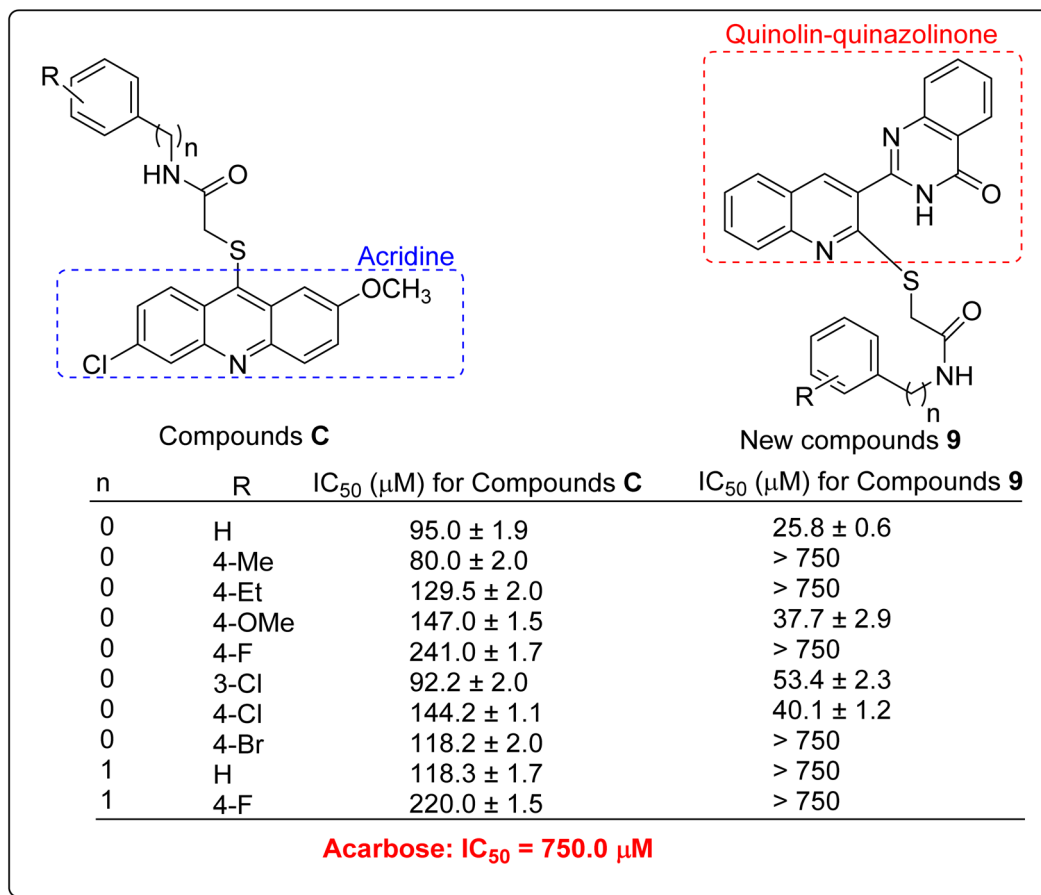 Quinolin-quinazolinone
R
n
HN
O
S
Acridine
OCH3
Cl
N
N
N
H
O
N
S
O
NH
R
n
Compounds C
New compounds 9
n R IC50 (μM) for Compounds C IC50 (μM) for Compounds 9
0 H 95.0 ± 1.9 25.8 ± 0.6
0 4-Me 80.0 ± 2.0 > 750
0 4-Et 129.5 ± 2.0 > 750
0 4-OMe 147.0 ± 1.5 37.7 ± 2.9
0 4-F 241.0 ± 1.7 > 750
0 3-Cl 92.2 ± 2.0 53.4 ± 2.3
0 4-Cl 144.2 ± 1.1 40.1 ± 1.2
0 4-Br 118.2 ± 2.0 > 750
1 H 118.3 ± 1.7 > 750
1 4-F 220.0 ± 1.5 > 750
Acarbose: IC50 = 750.0 μM